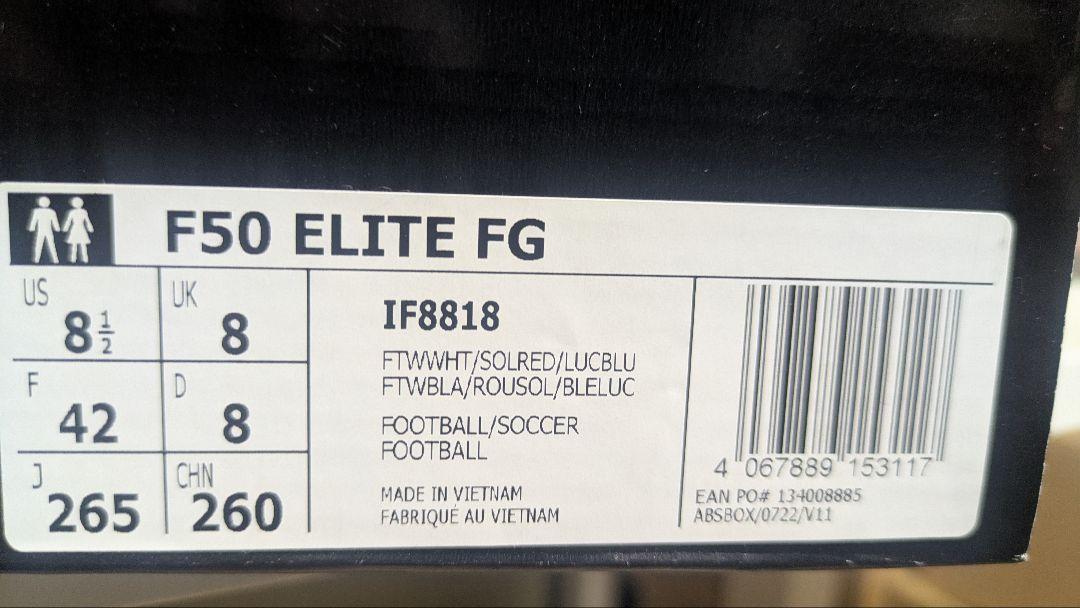 F50 ELITE FG
US 8 1/2
UK 8
F 42
D 8
J 265
CHN 260
IF8818
FTWWHT/SOLRED/LUCBLU
FTWBLA/ROUSOL/BLELUC
FOOTBALL/SOCCER
FOOTBALL
MADE IN VIETNAM
FABRIQUÉ AU VIETNAM
4 067889 153117
EAN PO# 134008885
ABSBOX/0722/V11